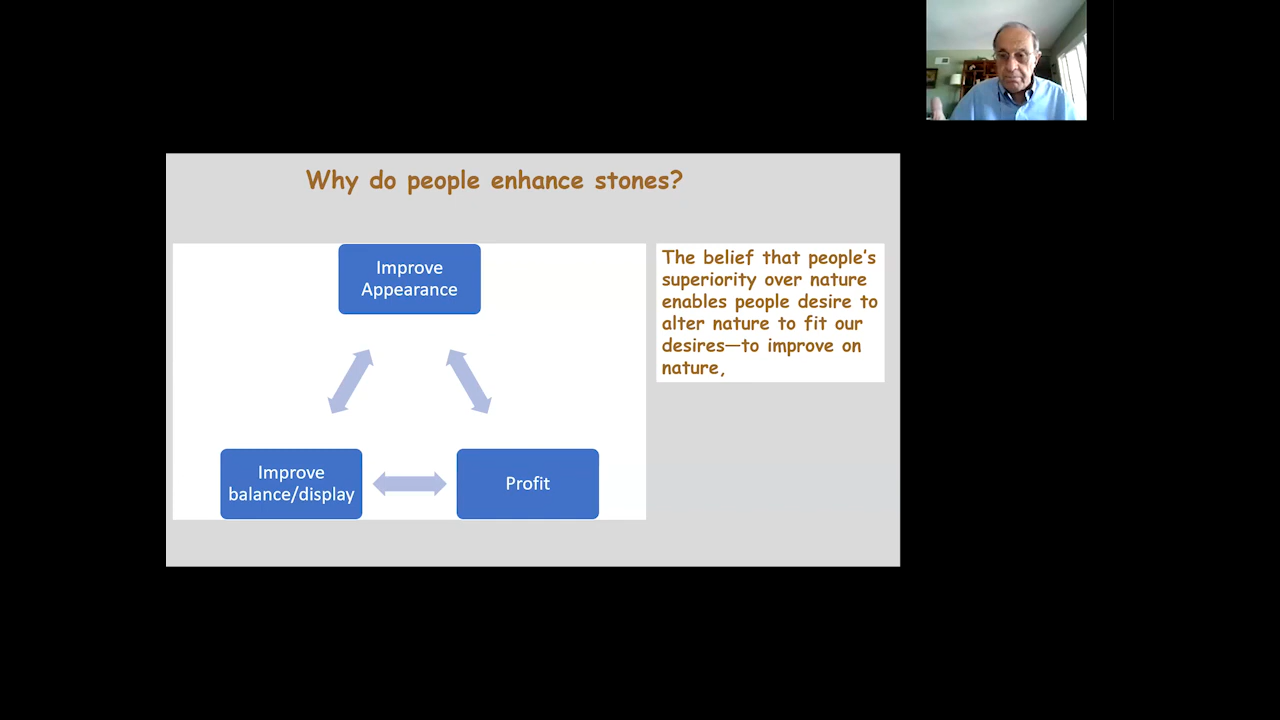 Why do people enhance stones?
Improve
Appearance
Improve
balance/display
Profit
The belief that people's
superiority over nature
enables people desire to
alter nature to fit our
desires—to improve on
nature,